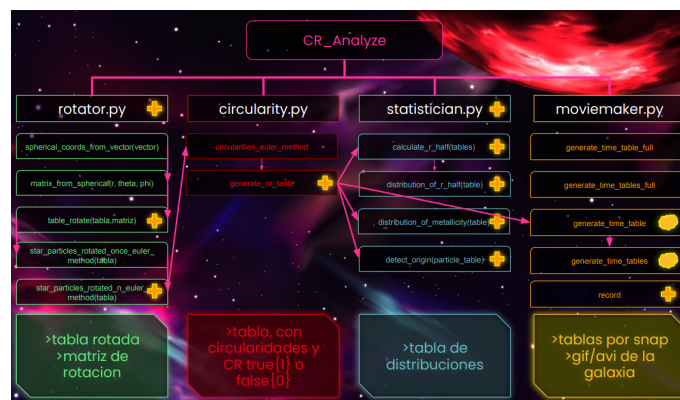 CR_Analyze
rotator.py
circularity.py
statistician.py
moviemaker.py
spherical_coords_from_vector(vector)
matrix_from_spherical(r, theta, phi)
table_rotate(tabla,matriz)
star_particles_rotated_once_euler_
method(tabla)
star_particles_rotated_n_euler_
method(tabla)
circularities_euler_method
generate_cr_table
calculate_r_half(tables)
distribution_of_r_half(table)
distribution_of_metallicity(table)
detect_origin(particle_table)
generate_time_table_full
generate_time_tables_full
generate_time_table
generate_time_tables
record
>tabla rotada
>matriz de
rotacion
>tabla, con
circularidades y
CR true{1} o
false{0}
>tabla de
distribuciones
>tablas por snap
>gif/avi de la
galaxia